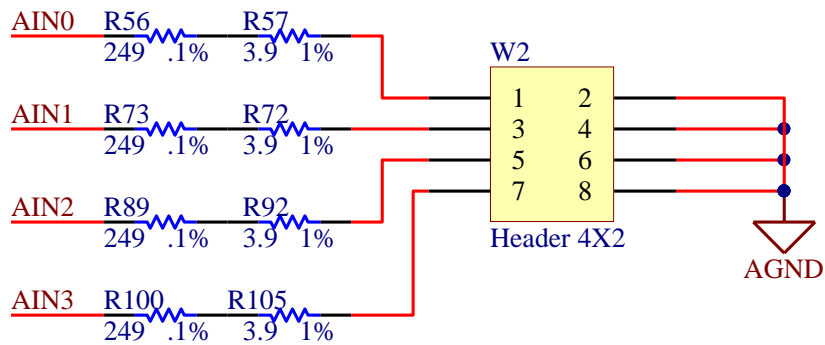 AIN0 R56 R57
249 .1% 3.9 1%
W2
1 2
AIN1 R73 R72
249 .1% 3.9 1%
3 4
5 6
7 8
AIN2 R89 R92
249 .1% 3.9 1%
Header 4X2
AGND
AIN3 R100 R105
249 .1% 3.9 1%